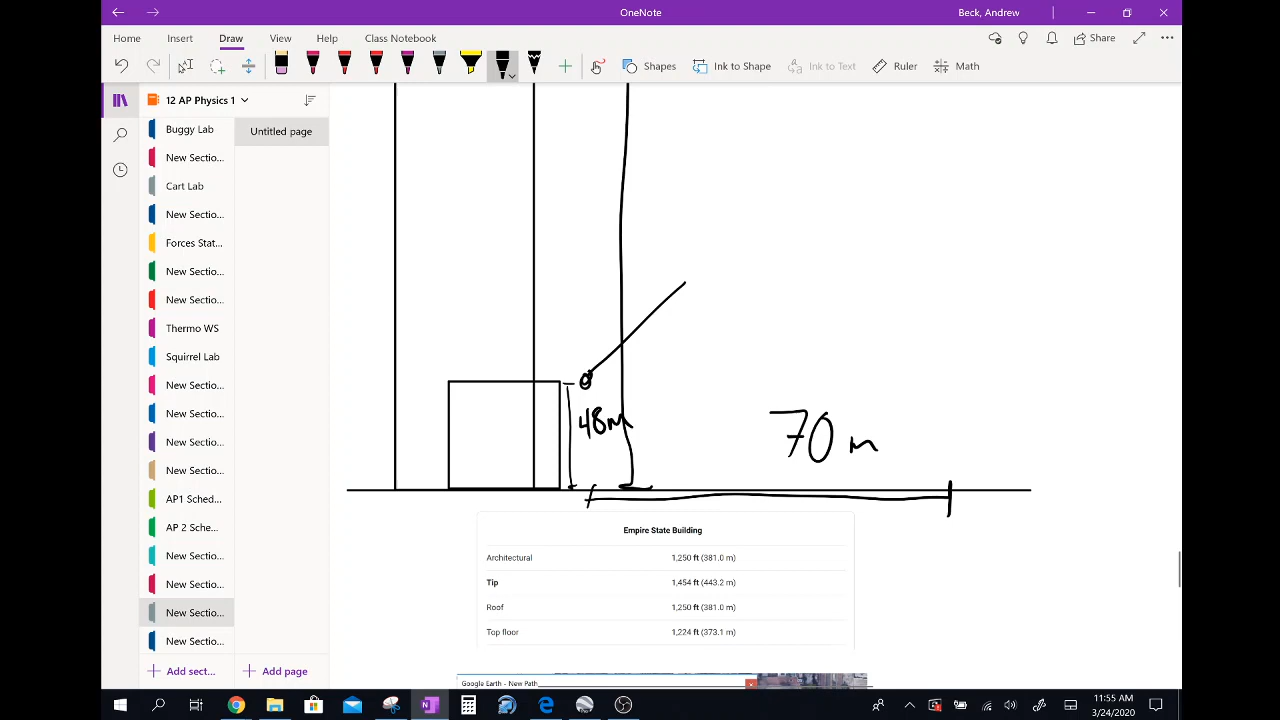 OneNote
Beck, Andrew
Home Insert Draw View Help Class Notebook
Share
Shapes Ink to Shape Ink to Text Ruler Math
12 AP Physics 1
Untitled page
Buggy Lab
New Sectio...
Cart Lab
New Sectio...
Forces Stat...
New Sectio...
New Sectio...
Thermo WS
Squirrel Lab
New Sectio...
New Sectio...
New Sectio...
New Sectio...
AP1 Sched...
AP 2 Sche...
New Sectio...
New Sectio...
New Sectio...
New Sectio...
Add sect...
Add page
48m
70 m
Empire State Building
Architectural 1,250 ft (381.0 m)
Tip 1,454 ft (443.2 m)
Roof 1,250 ft (381.0 m)
Top floor 1,224 ft (373.1 m)
Google Earth - New Path
11:55 AM
3/24/2020